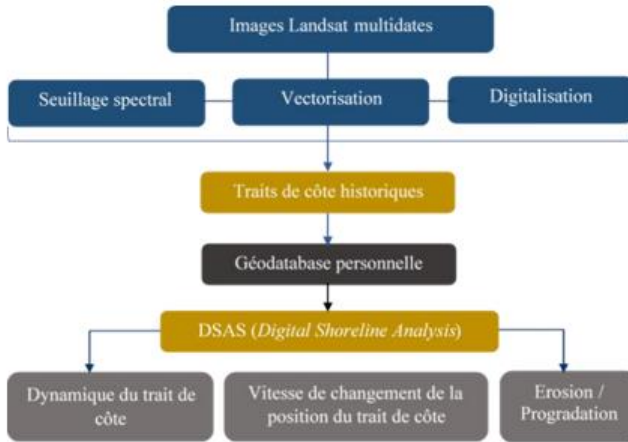 Images Landsat multidates
Seuillage spectral
Vectorisation
Digitalisation
Traits de côte historiques
Géodatabase personnelle
DSAS (Digital Shoreline Analysis)
Dynamique du trait de
côte
Vitesse de changement de la
position du trait de côte
Erosion /
Progradation